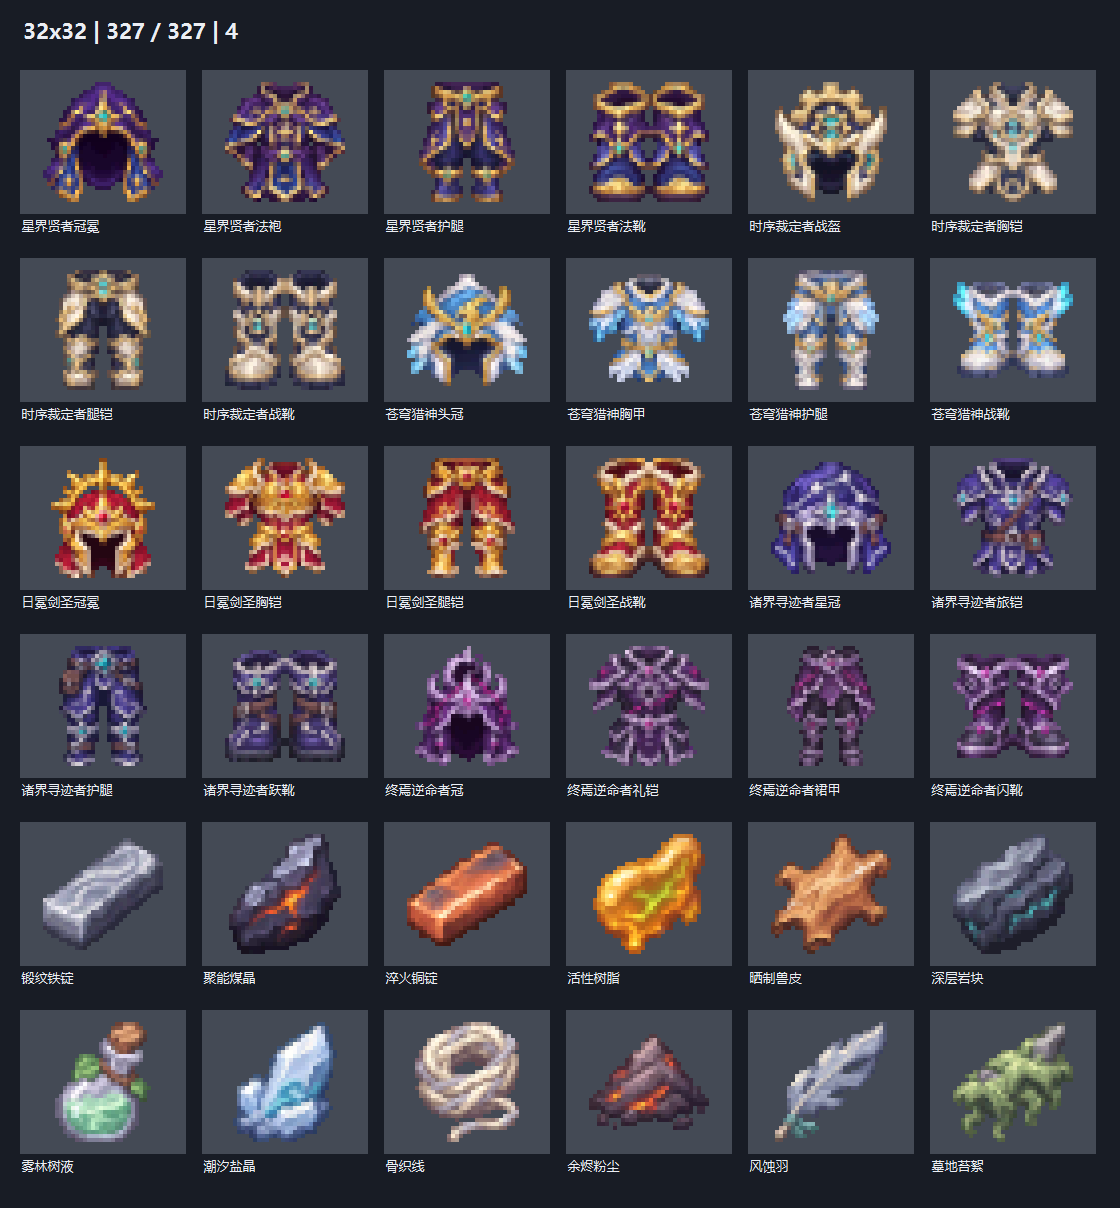 32x32 | 327 / 327 | 4
星界贤者冠冕
星界贤者法袍
星界贤者护腿
星界贤者法靴
时序裁定者战盔
时序裁定者胸铠
时序裁定者腿铠
时序裁定者战靴
苍穹猎神头冠
苍穹猎神胸甲
苍穹猎神护腿
苍穹猎神战靴
日冕剑圣冠冕
日冕剑圣胸铠
日冕剑圣腿铠
日冕剑圣战靴
诸界寻迹者星冠
诸界寻迹者旅铠
诸界寻迹者护腿
诸界寻迹者跃靴
终焉逆命者冠
终焉逆命者礼铠
终焉逆命者裙甲
终焉逆命者闪靴
锻纹铁锭
聚能煤晶
淬火铜锭
活性树脂
晒制兽皮
深层岩块
雾林树液
潮汐盐晶
骨织线
余烬粉尘
风蚀羽
墓地苔絮